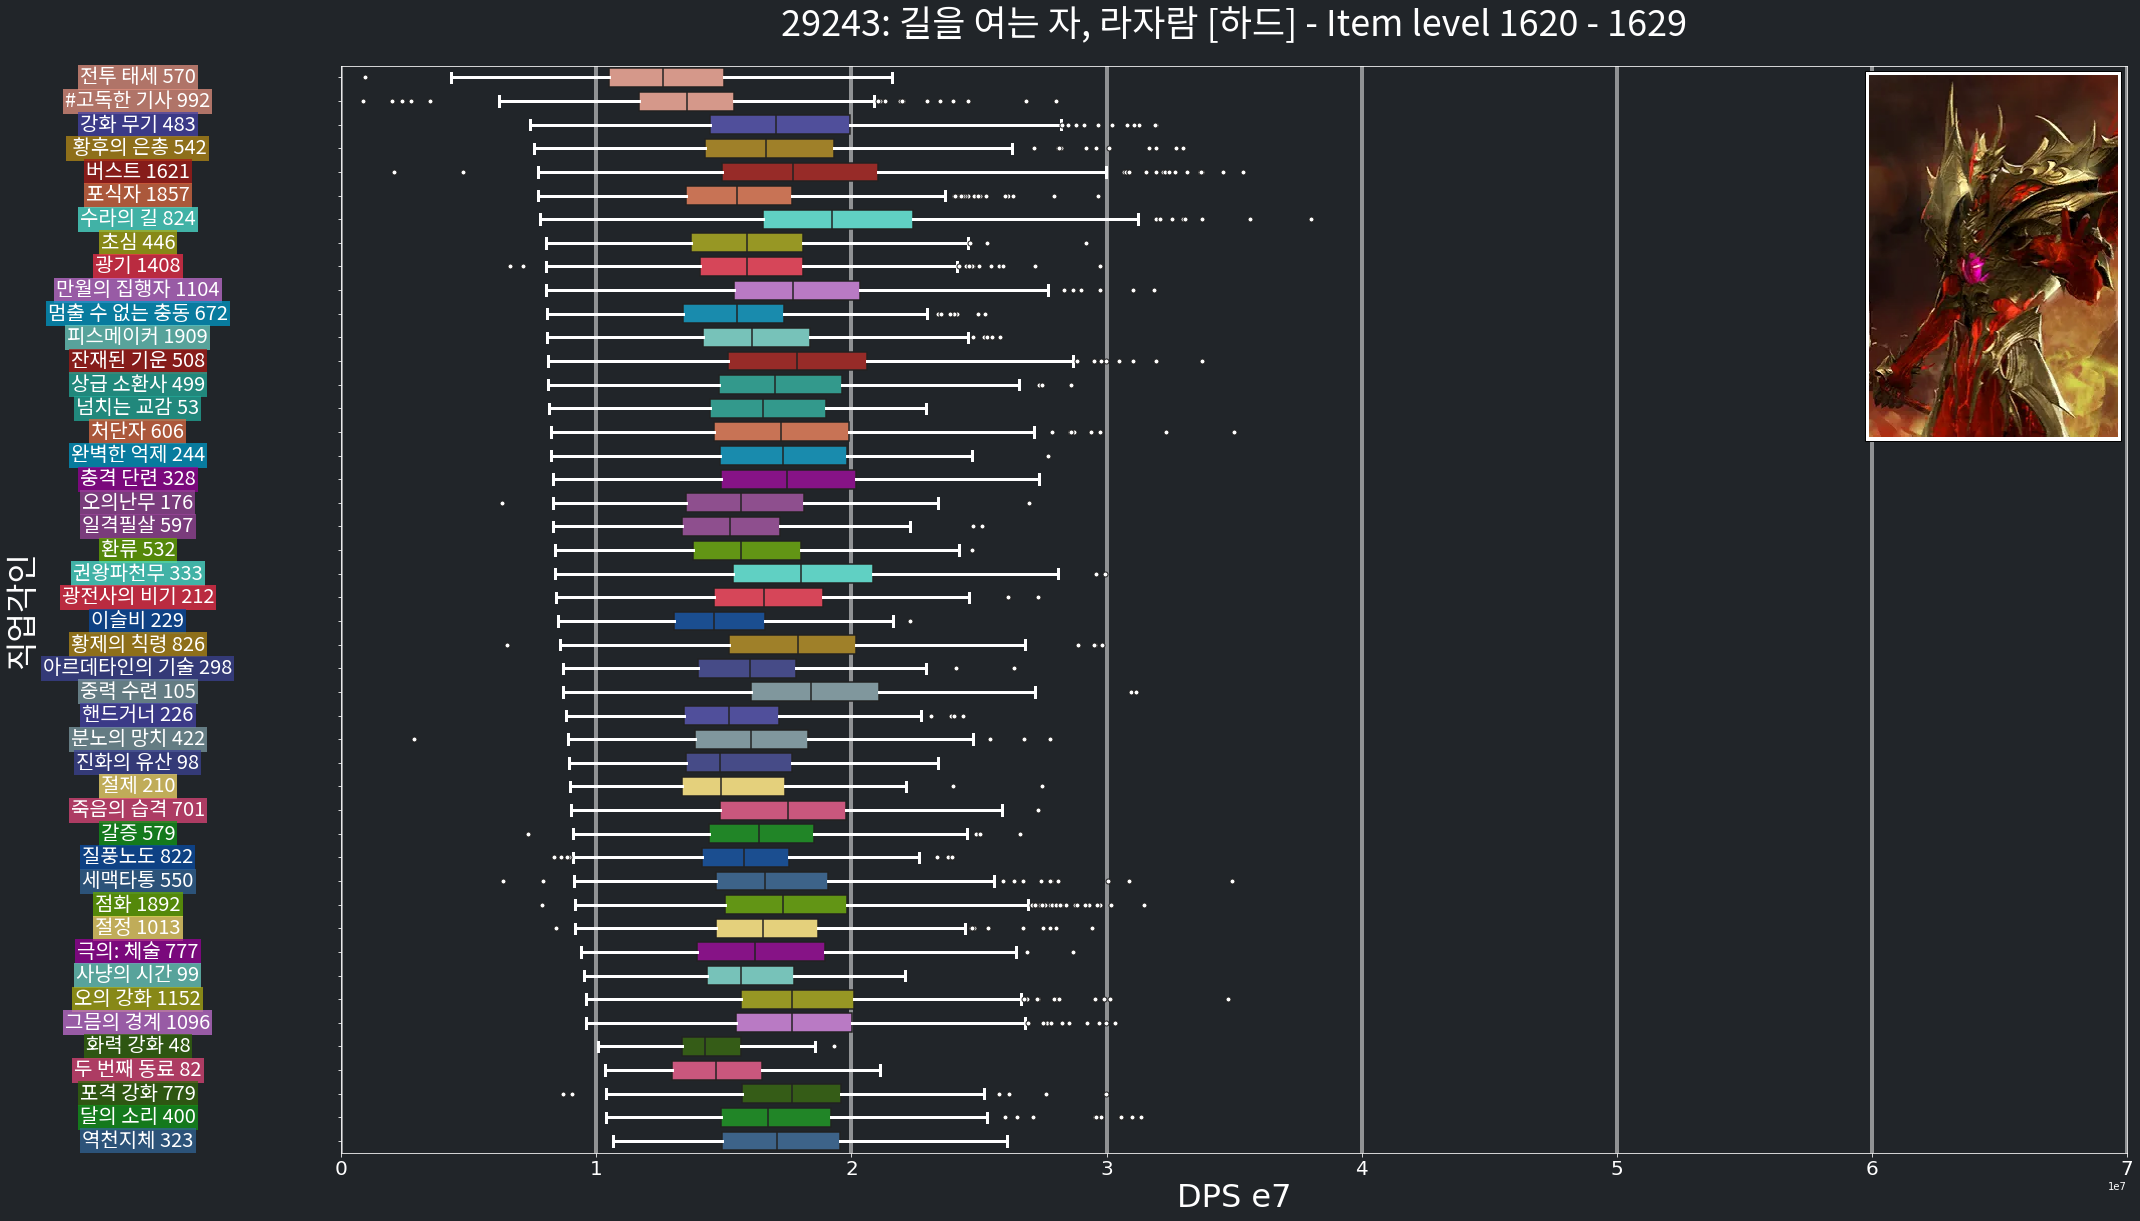 29243: 길을 여는 자, 라자람 [하드] - Item level 1620 - 1629
직업각인
전투 태세 570
#고독한 기사 992
강화 무기 483
황후의 은총 542
버스트 1621
포식자 1857
수라의 길 824
초심 446
광기 1408
만월의 집행자 1104
멈출 수 없는 충동 672
피스메이커 1909
잔재된 기운 508
상급 소환사 499
넘치는 교감 53
처단자 606
완벽한 억제 244
충격 단련 328
오의난무 176
일격필살 597
환류 532
권왕파천무 333
광전사의 비기 212
이슬비 229
황제의 칙령 826
아르데타인의 기술 298
중력 수련 105
핸드거너 226
분노의 망치 422
진화의 유산 98
절제 210
죽음의 습격 701
갈증 579
질풍노도 822
세맥타통 550
점화 1892
절정 1013
극의: 체술 777
사냥의 시간 99
오의 강화 1152
그믐의 경계 1096
화력 강화 48
두 번째 동료 82
포격 강화 779
달의 소리 400
역천지체 323
0 1 2 3 4 5 6 7
1e7
DPS e7